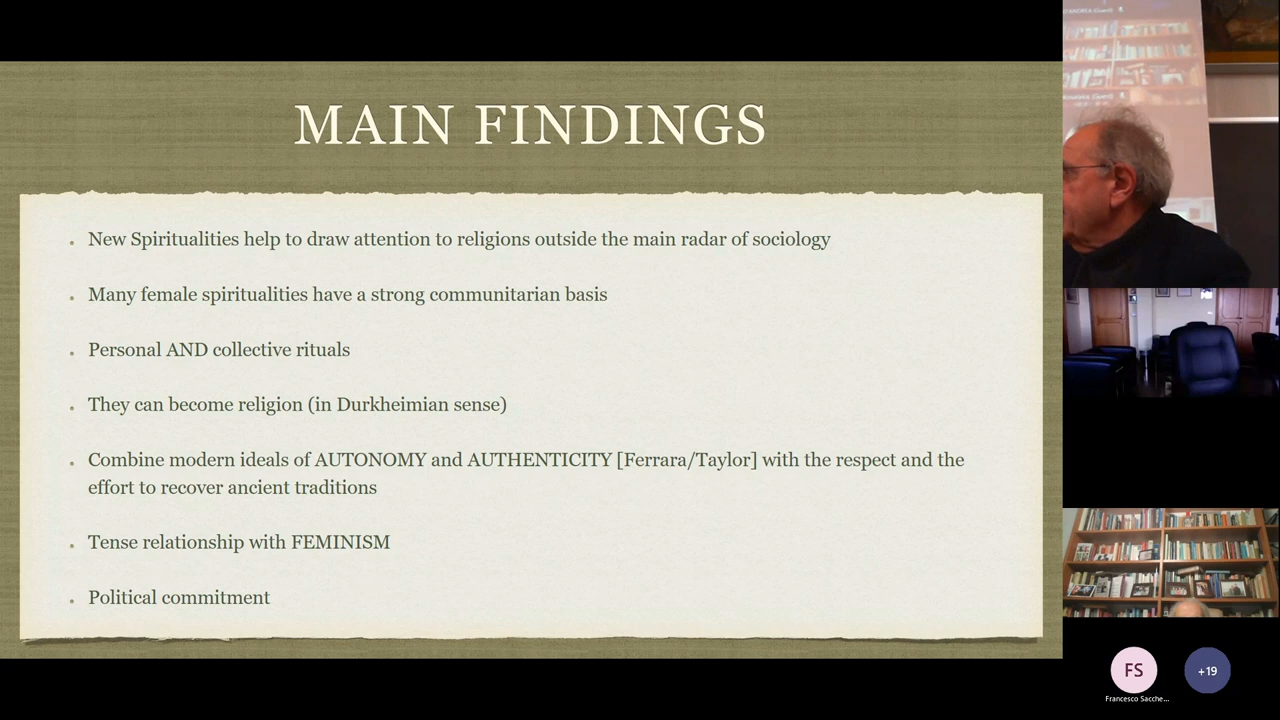 MAIN FINDINGS
New Spiritualities help to draw attention to religions outside the main radar of sociology
Many female spiritualities have a strong communitarian basis
Personal AND collective rituals
They can become religion (in Durkheimian sense)
Combine modern ideals of AUTONOMY and AUTHENTICITY [Ferrara/Taylor] with the respect and the
effort to recover ancient traditions
Tense relationship with FEMINISM
Political commitment
FS
+19
Francesco Sacche...